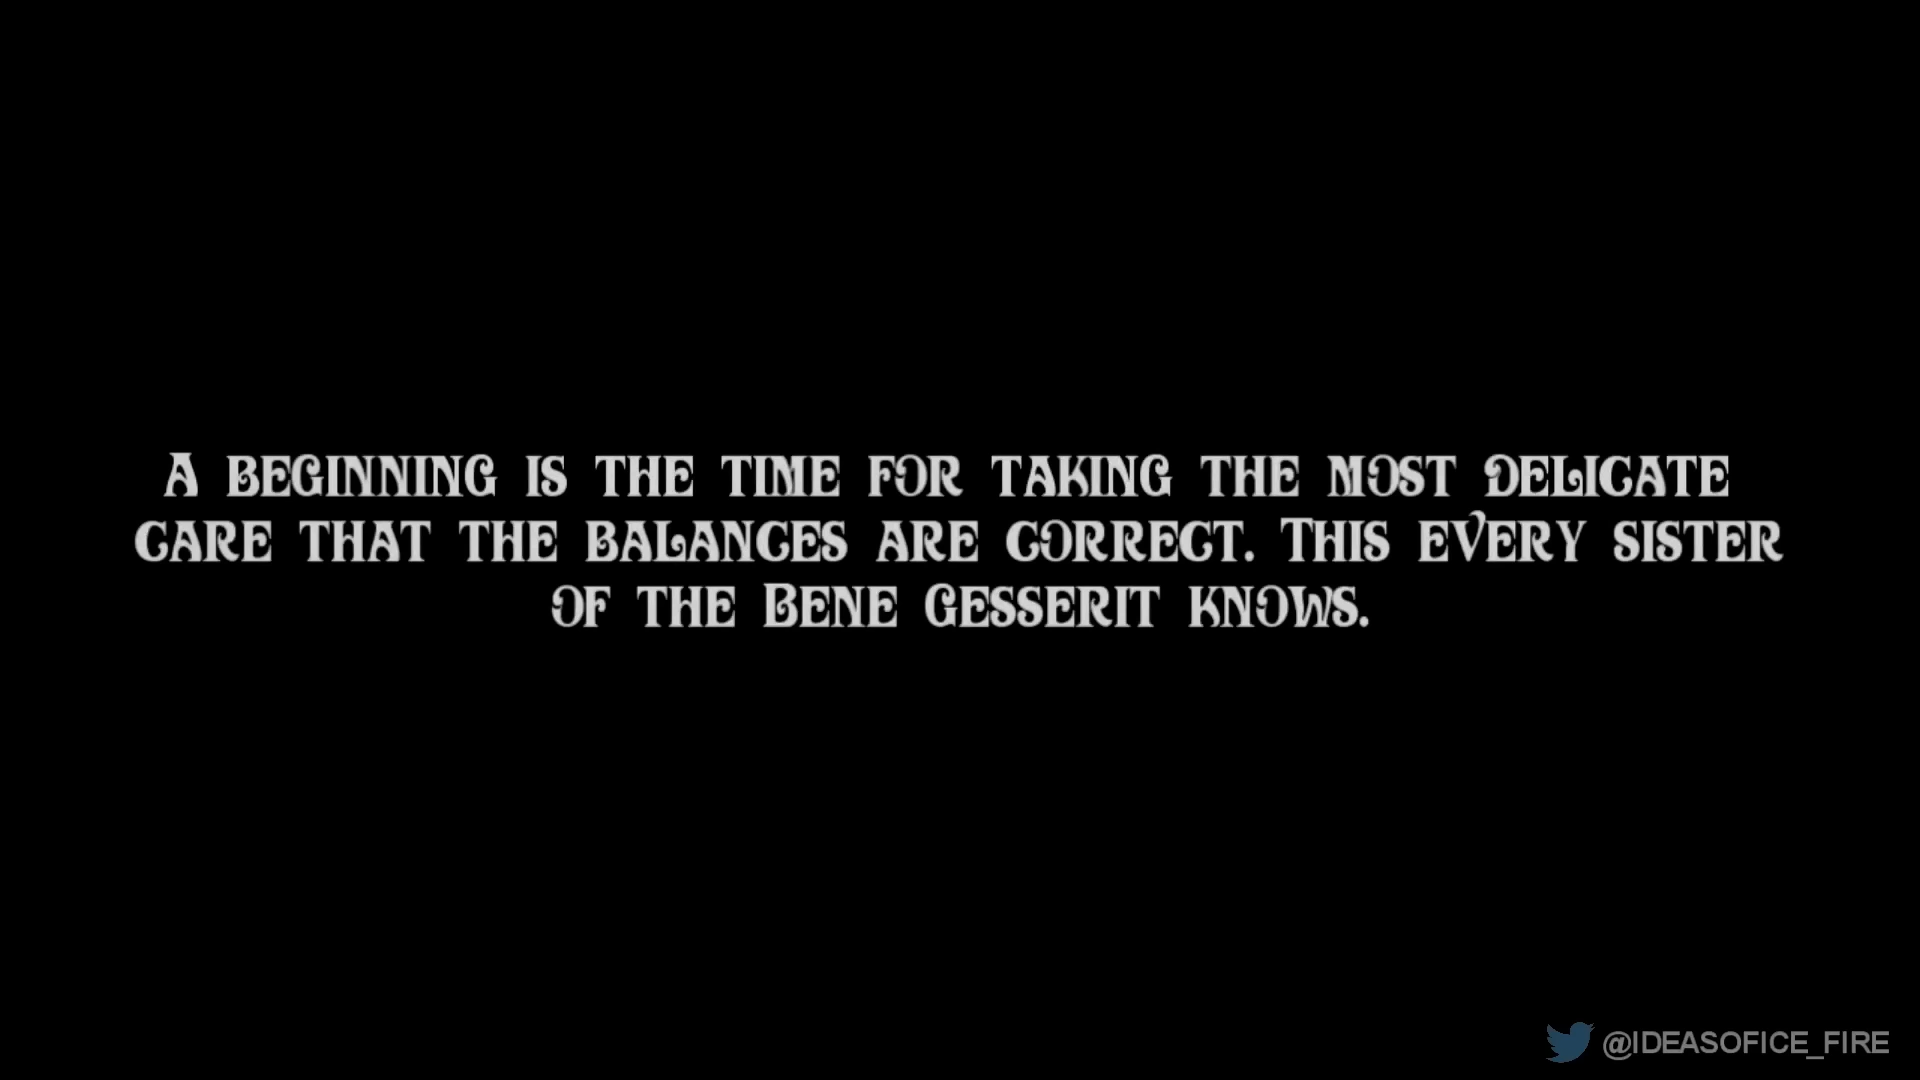 A BEGINNING IS THE TIME FOR TAKING THE MOST DELICATE
CARE THAT THE BALANCES ARE CORRECT. THIS EVERY SISTER
OF THE BENE GESSERIT KNOWS.
@IDEASOFICE_FIRE